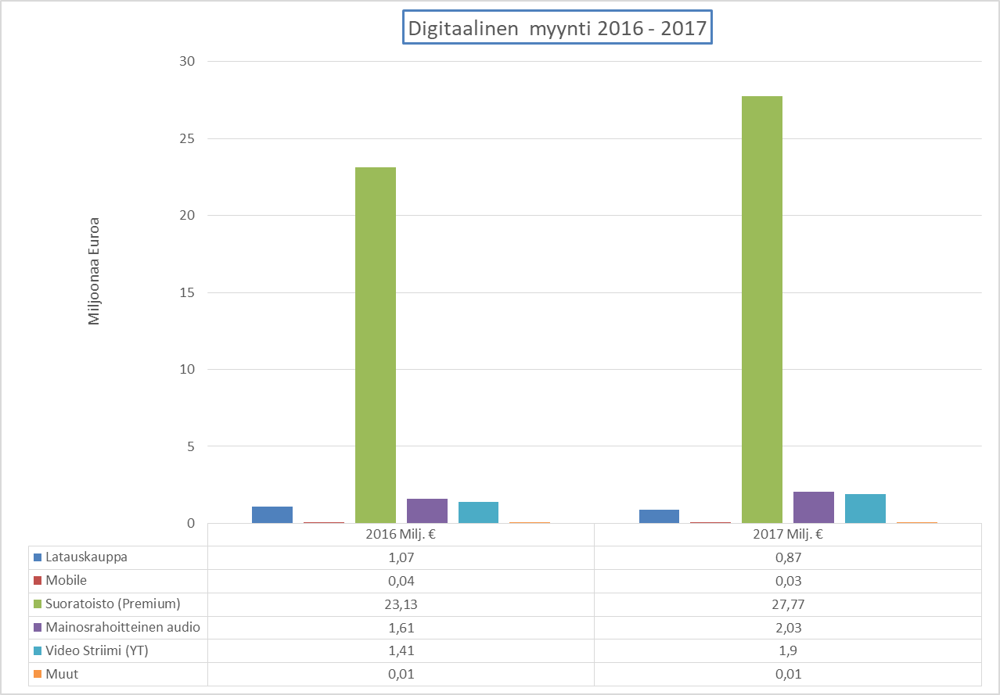 Digitaalinen myynti 2016 - 2017
30
25
20
15
10
5
0
Miljoonaa Euroa
2016 Milj. € 2017 Milj. €
Latauskauppa 1,07 0,87
Mobile 0,04 0,03
Suoratoisto (Premium) 23,13 27,77
Mainosrahoitteinen audio 1,61 2,03
Video Striimi (YT) 1,41 1,9
Muut 0,01 0,01